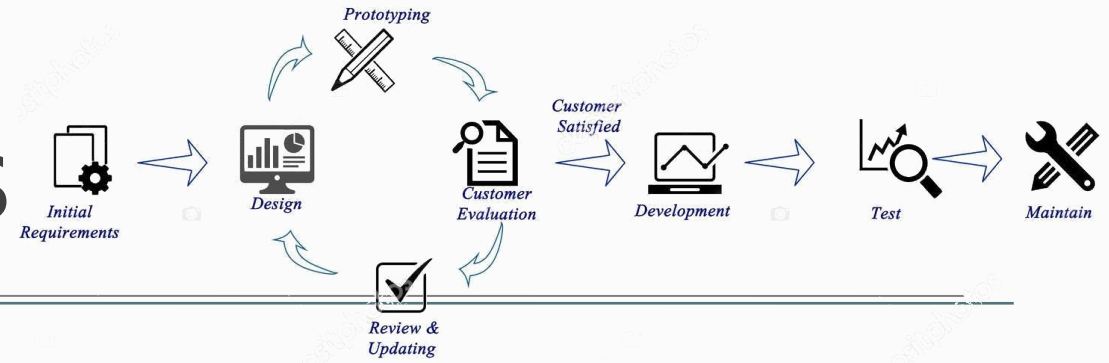 Prototyping
Customer
Satisfied
Initial
Requirements
Design
Customer
Evaluation
Development
Test
Maintain
Review &
Updating